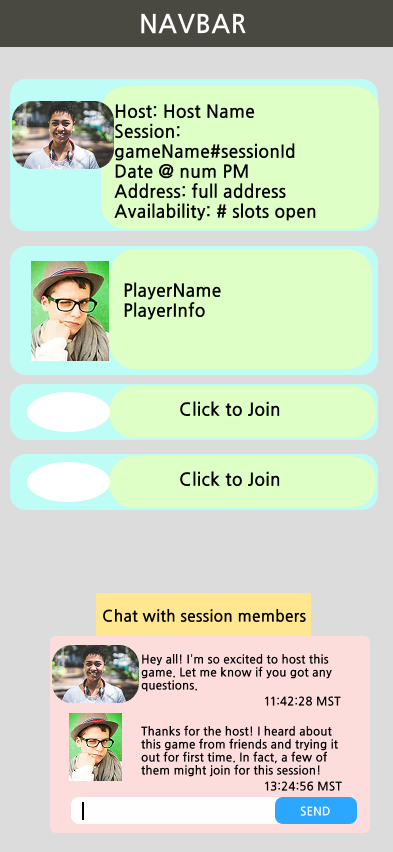 NAVBAR
Host: Host Name
Session:
gameName#sessionId
Date @ num PM
Address: full address
Availability: # slots open
PlayerName
PlayerInfo
Click to Join
Click to Join
Chat with session members
Hey all! I'm so excited to host this
game. Let me know if you got any
questions.
11:42:28 MST
Thanks for the host! I heard about
this game from friends and trying it
out for first time. In fact, a few of
them might join for this session!
13:24:56 MST
SEND